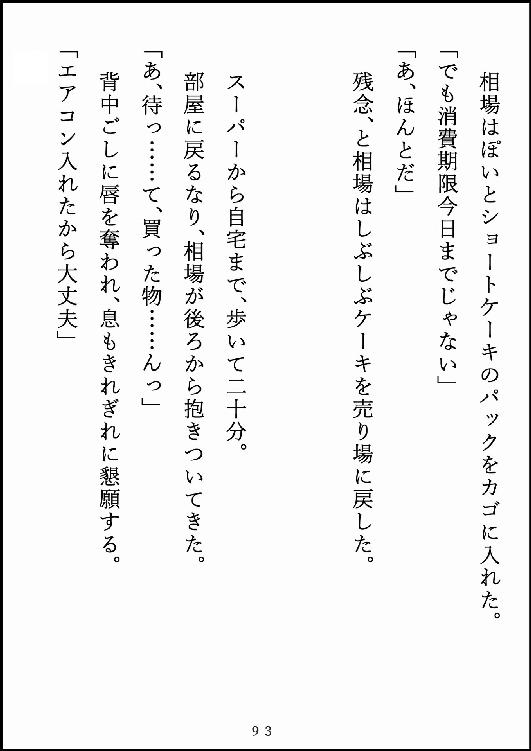 相場はぽいとショートケーキのパックをカゴに入れた。
「でも消費期限今日までじゃない」
「あ、ほんとだ」
残念、と相場はしぶしぶケーキを売り場に戻した。
スーパーから自宅まで、歩いて二十分。
部屋に戻るなり、相場が後ろから抱きついてきた。
「あ、待っ……て、買った物……んっ」
背中ごしに唇を奪われ、息もきれぎれに懇願する。
「エアコン入れたから大丈夫」
93